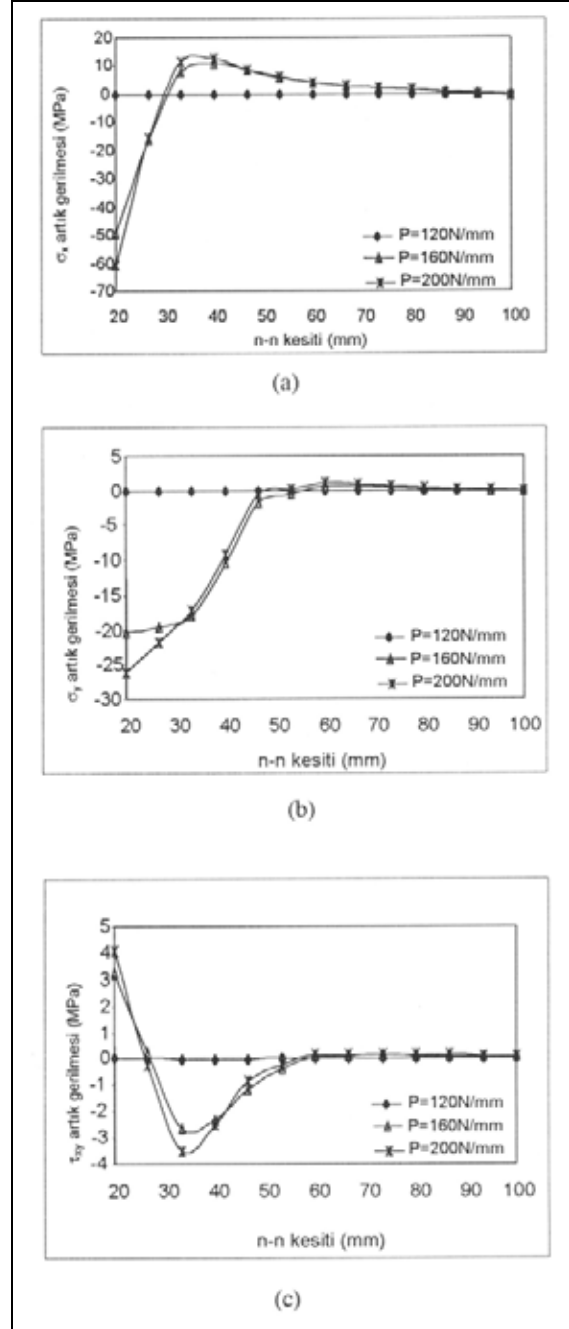 20
10
0
-10
-20
-30
-40
-50
-60
-70
σx artık gerilmesi (MPa)
P=120N/mm
P=160N/mm
P=200N/mm
20 30 40 50 60 70 80 90 100
n-n kesiti (mm)
(a)
5
0
-5
-10
-15
-20
-25
-30
σy artık gerilmesi (MPa)
P=120N/mm
P=160N/mm
P=200N/mm
20 30 40 50 60 70 80 90 100
n-n kesiti (mm)
(b)
5
4
3
2
1
0
-1
-2
-3
-4
τxy artık gerilmesi (MPa)
P=120N/mm
P=160N/mm
P=200N/mm
20 30 40 50 60 70 80 90 100
n-n kesiti (mm)
(c)